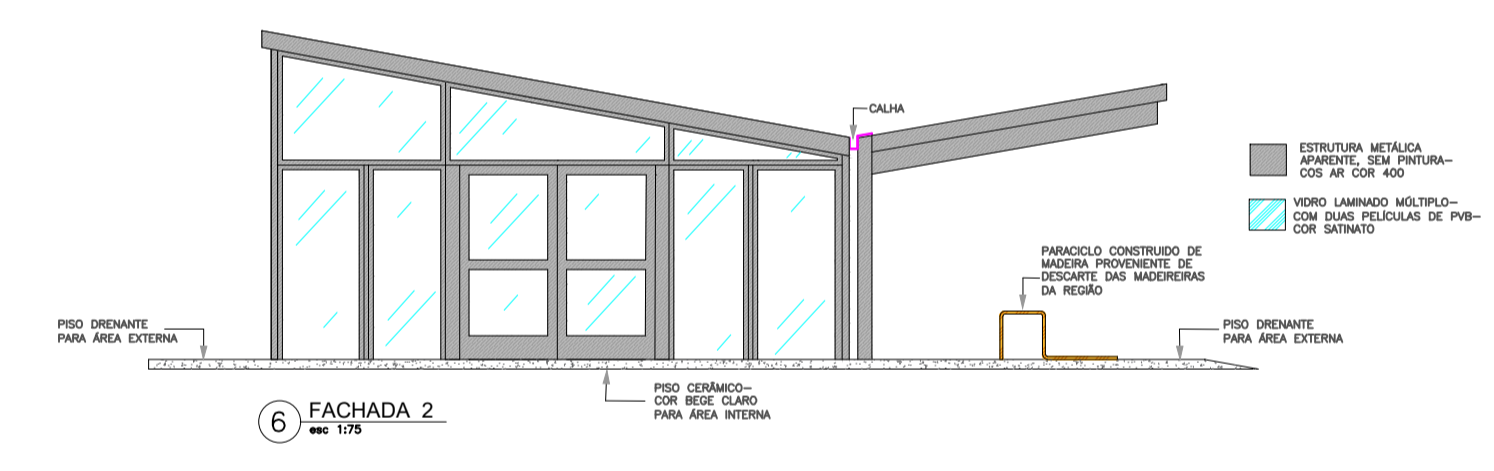 CALHA
ESTRUTURA METÁLICA
APARENTE, SEM PINTURA-
COS AR COR 400
VIDRO LAMINADO MÚLTIPLO-
COM DUAS PELÍCULAS DE PVB-
COR SATINATO
PARACICLO CONSTRUIDO DE
MADEIRA PROVENIENTE DE
DESCARTE DAS MADEIREIRAS
DA REGIÃO
PISO DRENANTE
PARA ÁREA EXTERNA
PISO DRENANTE
PARA ÁREA EXTERNA
PISO CERÂMICO-
COR BEGE CLARO
PARA ÁREA INTERNA
6 FACHADA 2
esc 1:75